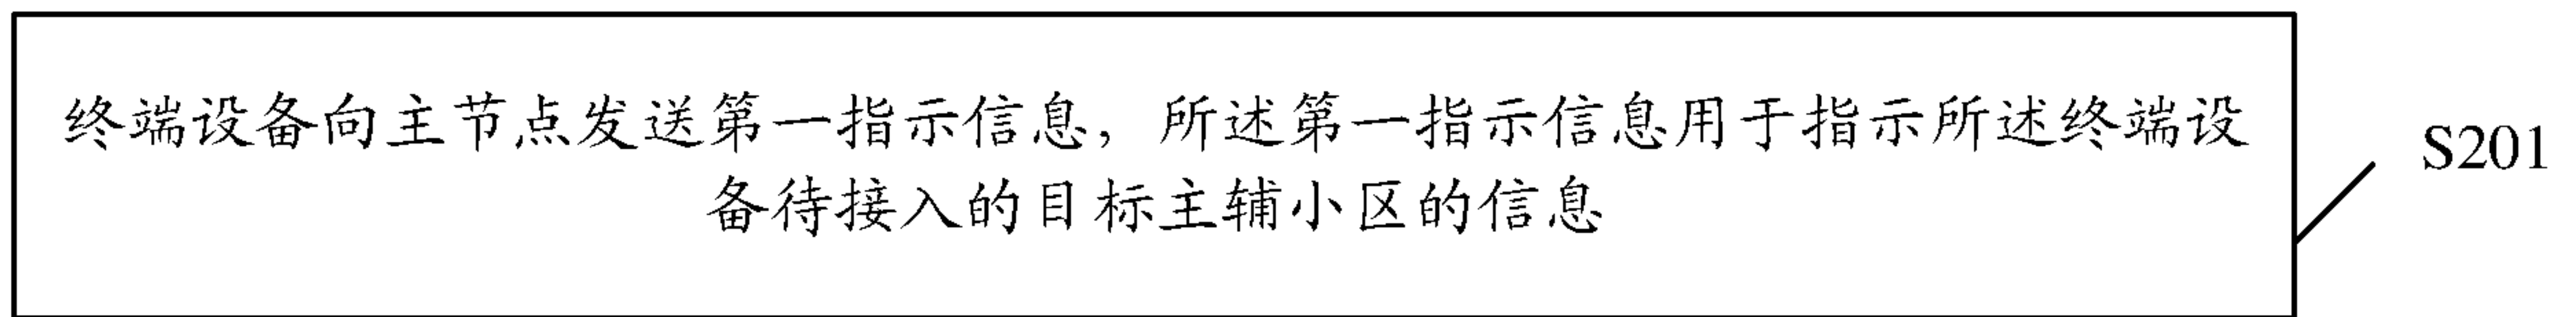 终端设备向主节点发送第一指示信息，所述第一指示信息用于指示所述终端设
备待接入的目标主辅小区的信息
S201